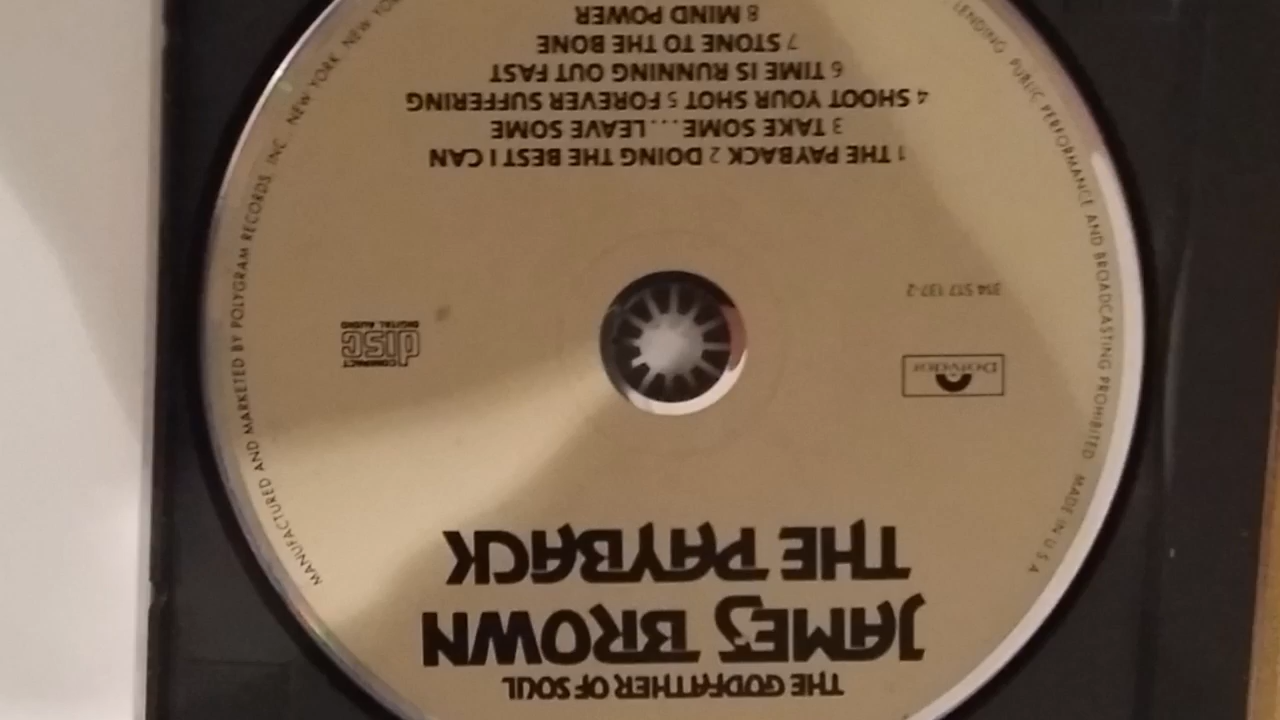 THE GODFATHER OF SOUL
JAMES BROWN
THE PAYBACK
Polydor
314 517 137-2
COMPACT
disc
DIGITAL AUDIO
1 THE PAYBACK 2 DOING THE BEST I CAN
3 TAKE SOME...LEAVE SOME
4 SHOOT YOUR SHOT 5 FOREVER SUFFERING
6 TIME IS RUNNING OUT FAST
7 STONE TO THE BONE
8 MIND POWER
MANUFACTURED AND MARKETED BY POLYGRAM RECORDS, INC., NEW YORK, NEW YORK
LENDING, PUBLIC PERFORMANCE AND BROADCASTING PROHIBITED. MADE IN U.S.A.